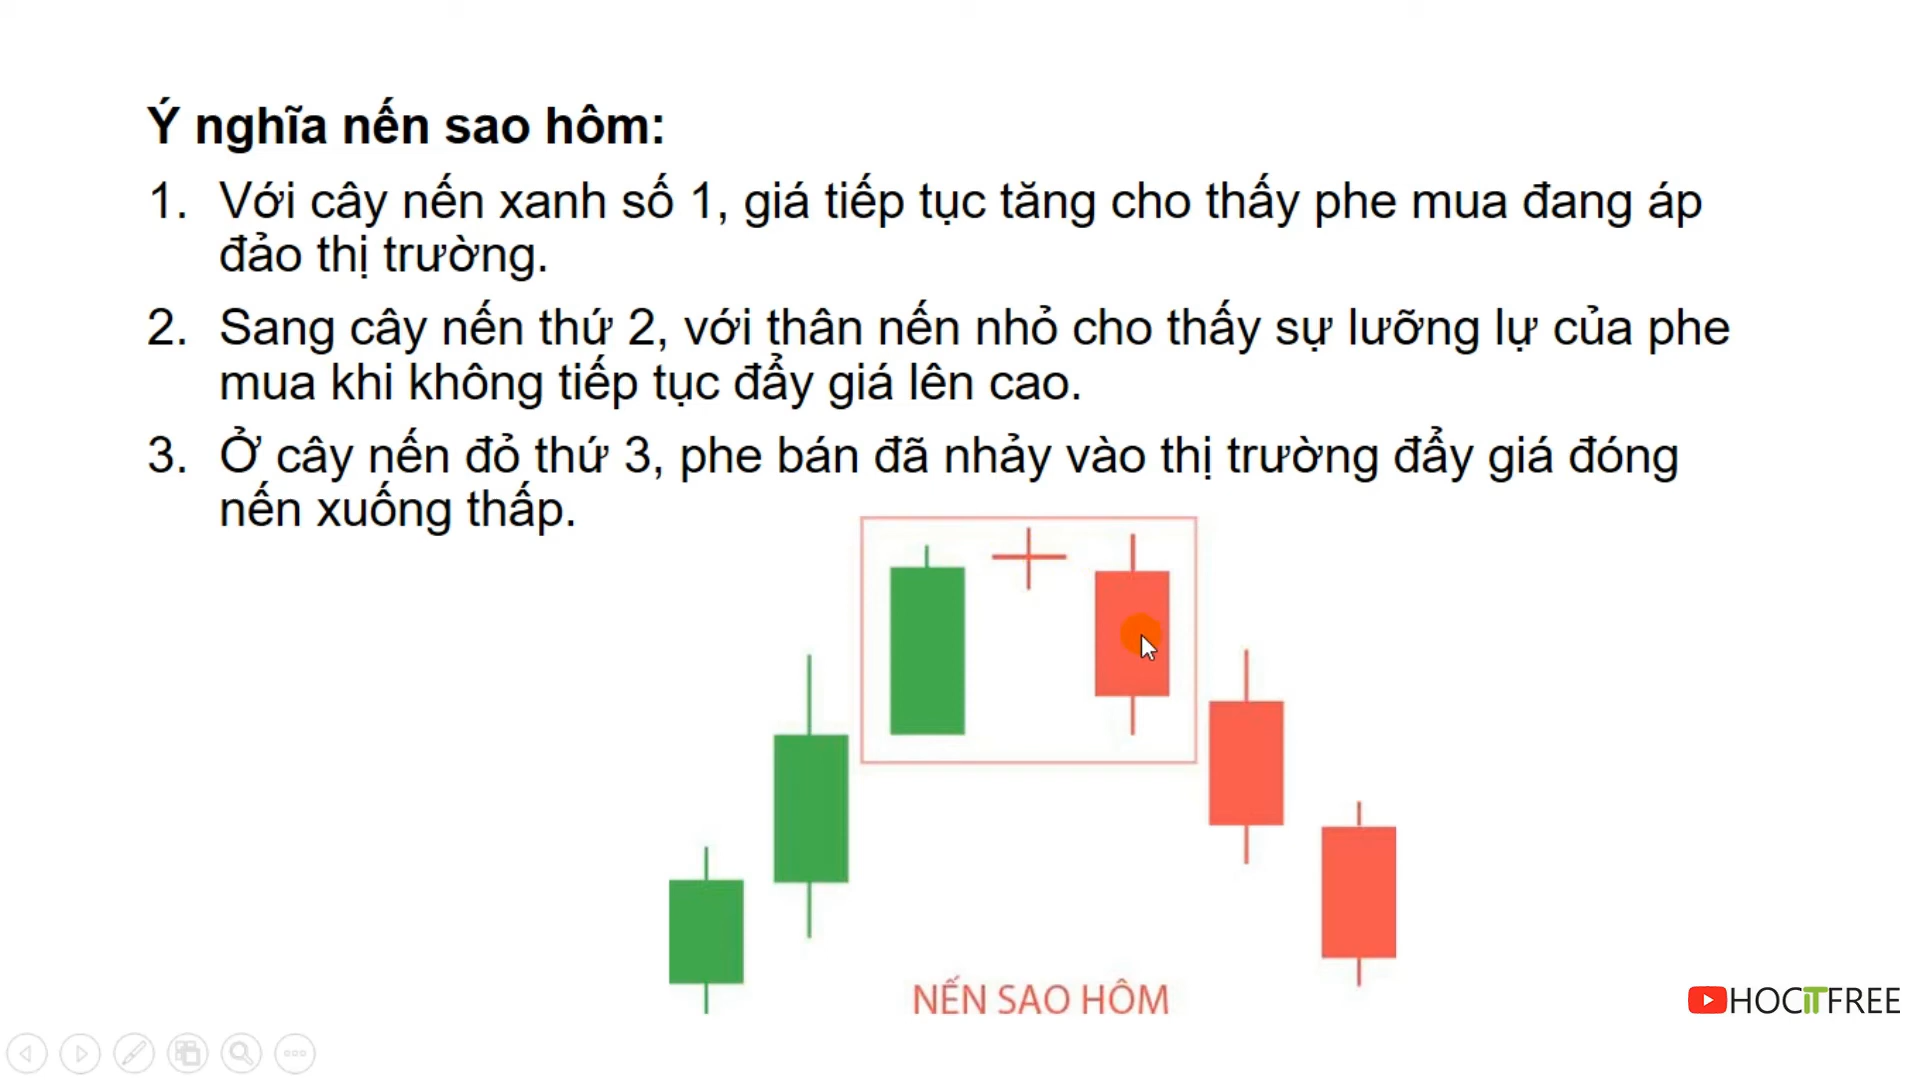 Ý nghĩa nến sao hôm:
1. Với cây nến xanh số 1, giá tiếp tục tăng cho thấy phe mua đang áp
đảo thị trường.
2. Sang cây nến thứ 2, với thân nến nhỏ cho thấy sự lưỡng lự của phe
mua khi không tiếp tục đẩy giá lên cao.
3. Ở cây nến đỏ thứ 3, phe bán đã nhảy vào thị trường đẩy giá đóng
nến xuống thấp.
NẾN SAO HÔM
HOCITFREE